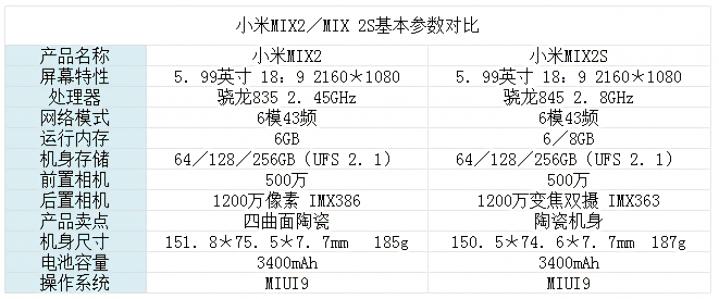 小米MIX2／MIX 2S基本参数对比
产品名称 小米MIX2 小米MIX2S
屏幕特性 5. 99英寸 18：9 2160＊1080 5. 99英寸 18：9 2160＊1080
处理器 骁龙835 2. 45GHz 骁龙845 2. 8GHz
网络模式 6模43频 6模43频
运行内存 6GB 6／8GB
机身存储 64／128／256GB（UFS 2. 1） 64／128／256GB（UFS 2. 1）
前置相机 500万 500万
后置相机 1200万像素 IMX386 1200万变焦双摄 IMX363
产品卖点 四曲面陶瓷 陶瓷机身
机身尺寸 151. 8＊75. 5＊7. 7mm 185g 150. 5＊74. 6＊7. 7mm 187g
电池容量 3400mAh 3400mAh
操作系统 MIUI9 MIUI9